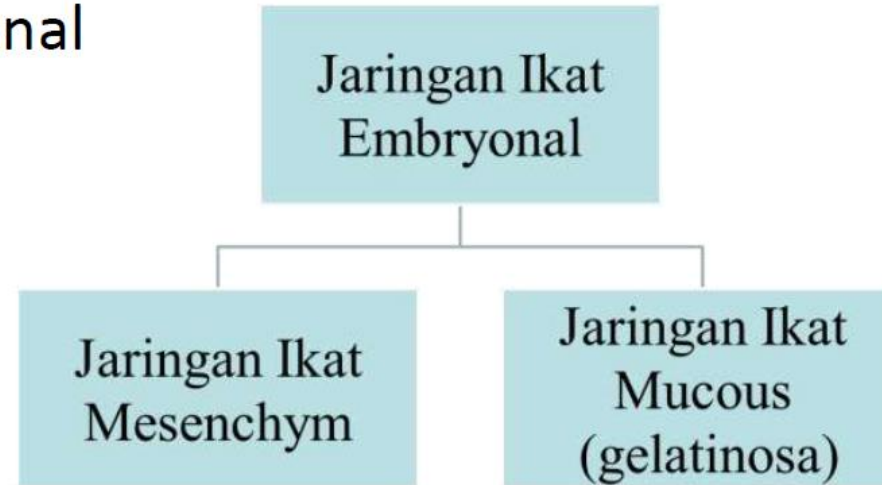 nal
Jaringan Ikat
Embryonal
Jaringan Ikat
Mesenchym
Jaringan Ikat
Mucous
(gelatinosa)